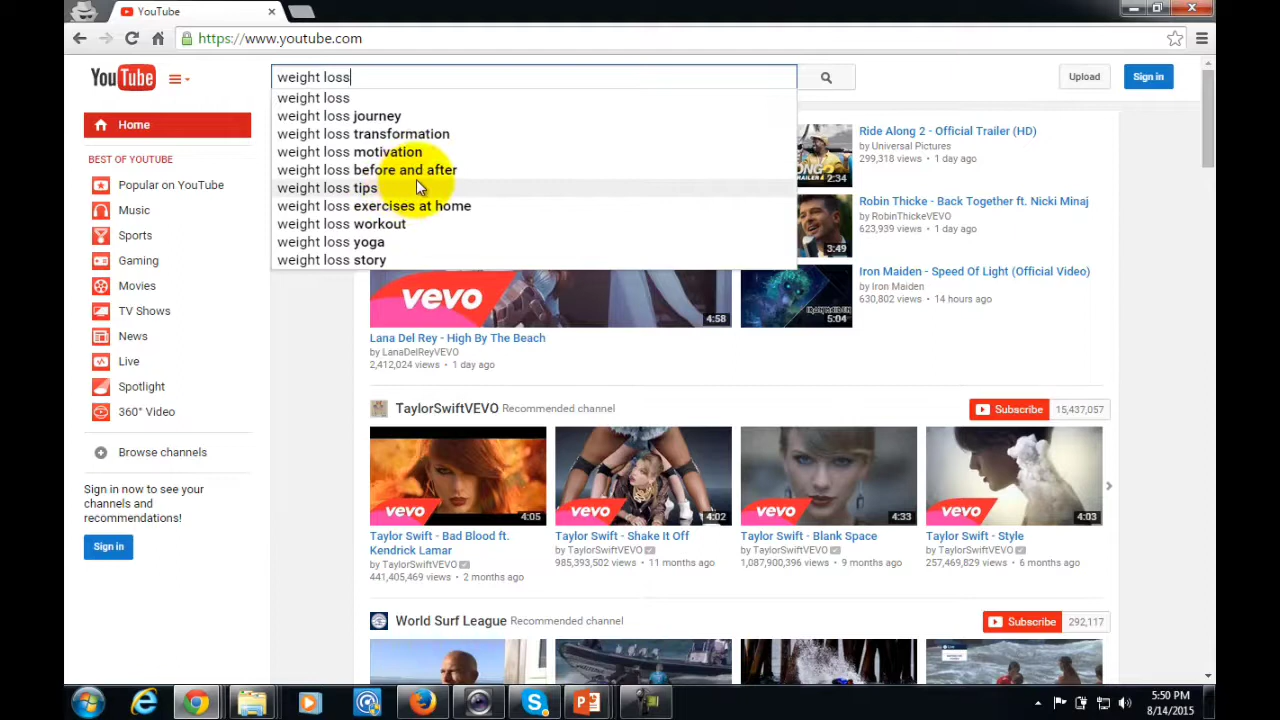 YouTube
https://www.youtube.com
YouTube
weight loss
Upload
Sign in
weight loss
weight loss journey
weight loss transformation
weight loss motivation
weight loss before and after
weight loss tips
weight loss exercises at home
weight loss workout
weight loss yoga
weight loss story
Home
BEST OF YOUTUBE
Popular on YouTube
Music
Sports
Gaming
Movies
TV Shows
News
Live
Spotlight
360° Video
Browse channels
Sign in now to see your
channels and
recommendations!
Sign in
vevo
4:58
Lana Del Rey - High By The Beach
by LanaDelReyVEVO
2,412,024 views • 1 day ago
2:34
Ride Along 2 - Official Trailer (HD)
by Universal Pictures
299,318 views • 1 day ago
3:49
Robin Thicke - Back Together ft. Nicki Minaj
by RobinThickeVEVO
623,939 views • 1 day ago
5:04
Iron Maiden - Speed Of Light (Official Video)
by Iron Maiden
630,802 views • 14 hours ago
TaylorSwiftVEVO Recommended channel
Subscribe 15,437,057
vevo 4:05
vevo 4:02
vevo 4:33
vevo 4:03
Taylor Swift - Bad Blood ft.
Kendrick Lamar
by TaylorSwiftVEVO
441,405,469 views • 2 months ago
Taylor Swift - Shake It Off
by TaylorSwiftVEVO
985,393,502 views • 11 months ago
Taylor Swift - Blank Space
by TaylorSwiftVEVO
1,087,900,396 views • 9 months ago
Taylor Swift - Style
by TaylorSwiftVEVO
257,469,829 views • 6 months ago
World Surf League Recommended channel
Subscribe 292,117
5:50 PM
8/14/2015